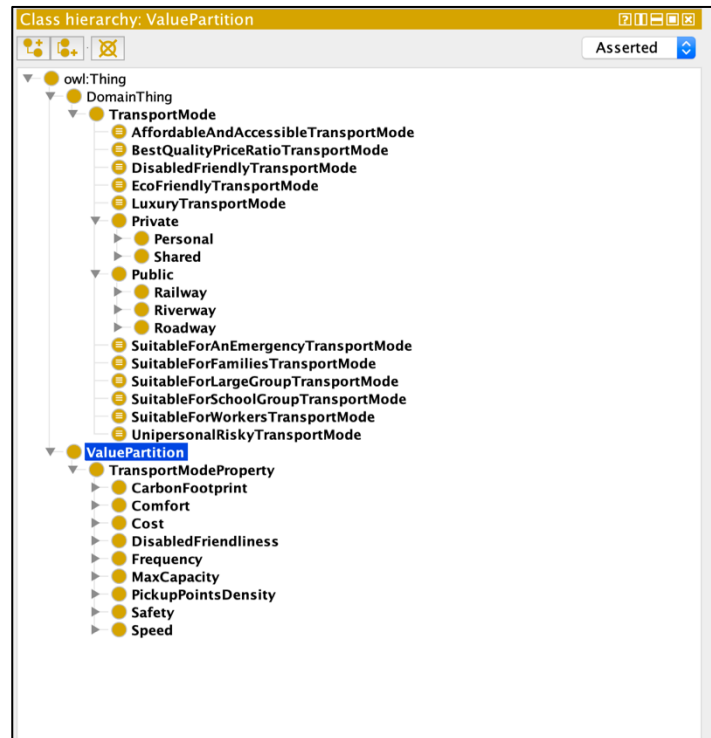 Class hierarchy: ValuePartition
Asserted
owl:Thing
DomainThing
TransportMode
AffordableAndAccessibleTransportMode
BestQualityPriceRatioTransportMode
DisabledFriendlyTransportMode
EcoFriendlyTransportMode
LuxuryTransportMode
Private
Personal
Shared
Public
Railway
Riverway
Roadway
SuitableForAnEmergencyTransportMode
SuitableForFamiliesTransportMode
SuitableForLargeGroupTransportMode
SuitableForSchoolGroupTransportMode
SuitableForWorkersTransportMode
UnipersonalRiskyTransportMode
ValuePartition
TransportModeProperty
CarbonFootprint
Comfort
Cost
DisabledFriendliness
Frequency
MaxCapacity
PickupPointsDensity
Safety
Speed